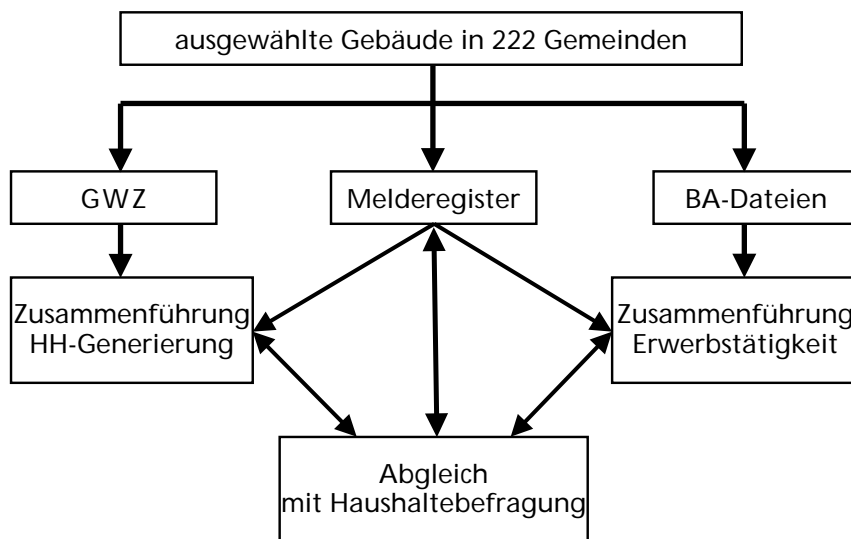 ausgewählte Gebäude in 222 Gemeinden
GWZ
Melderegister
BA-Dateien
Zusammenführung
HH-Generierung
Zusammenführung
Erwerbstätigkeit
Abgleich
mit Haushaltebefragung